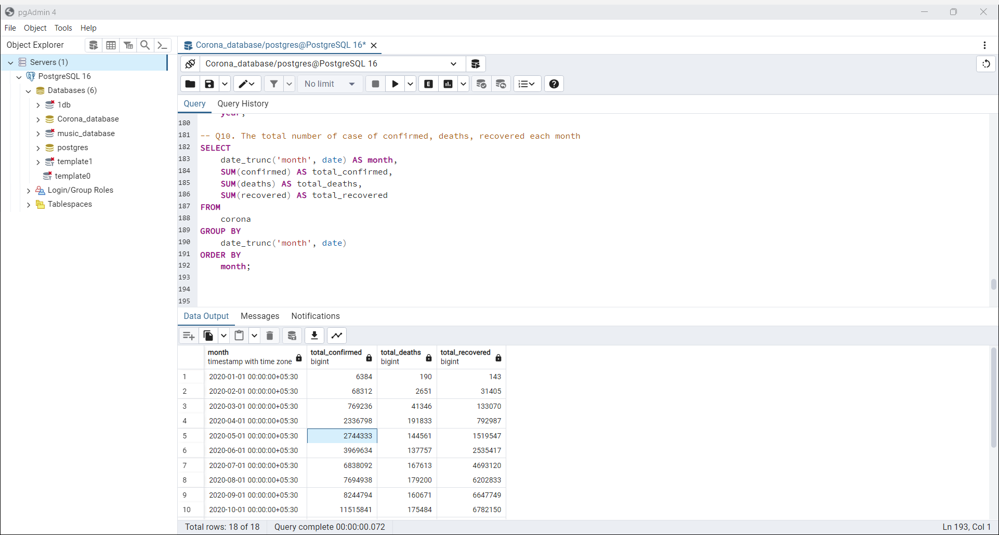 pgAdmin 4
File Object Tools Help
Object Explorer
Corona_database/postgres@PostgreSQL 16*
Servers (1)
PostgreSQL 16
Databases (6)
1db
Corona_database
music_database
postgres
template1
template0
Login/Group Roles
Tablespaces
Corona_database/postgres@PostgreSQL 16
No limit
E
Query Query History
year;
180
181 -- Q10. The total number of case of confirmed, deaths, recovered each month
182 SELECT
183 date_trunc('month', date) AS month,
184 SUM(confirmed) AS total_confirmed,
185 SUM(deaths) AS total_deaths,
186 SUM(recovered) AS total_recovered
187 FROM
188 corona
189 GROUP BY
190 date_trunc('month', date)
191 ORDER BY
192 month;
193
194
195
Data Output Messages Notifications
month total_confirmed total_deaths total_recovered
timestamp with time zone bigint bigint bigint
1 2020-01-01 00:00:00+05:30 6384 190 143
2 2020-02-01 00:00:00+05:30 68312 2651 31405
3 2020-03-01 00:00:00+05:30 769236 41346 133070
4 2020-04-01 00:00:00+05:30 2336798 191833 792987
5 2020-05-01 00:00:00+05:30 2744333 144561 1519547
6 2020-06-01 00:00:00+05:30 3969634 137757 2535417
7 2020-07-01 00:00:00+05:30 6838092 167613 4693120
8 2020-08-01 00:00:00+05:30 7694938 179200 6202833
9 2020-09-01 00:00:00+05:30 8244794 160671 6647749
10 2020-10-01 00:00:00+05:30 11515841 175484 6782150
Total rows: 18 of 18 Query complete 00:00:00.072 Ln 193, Col 1